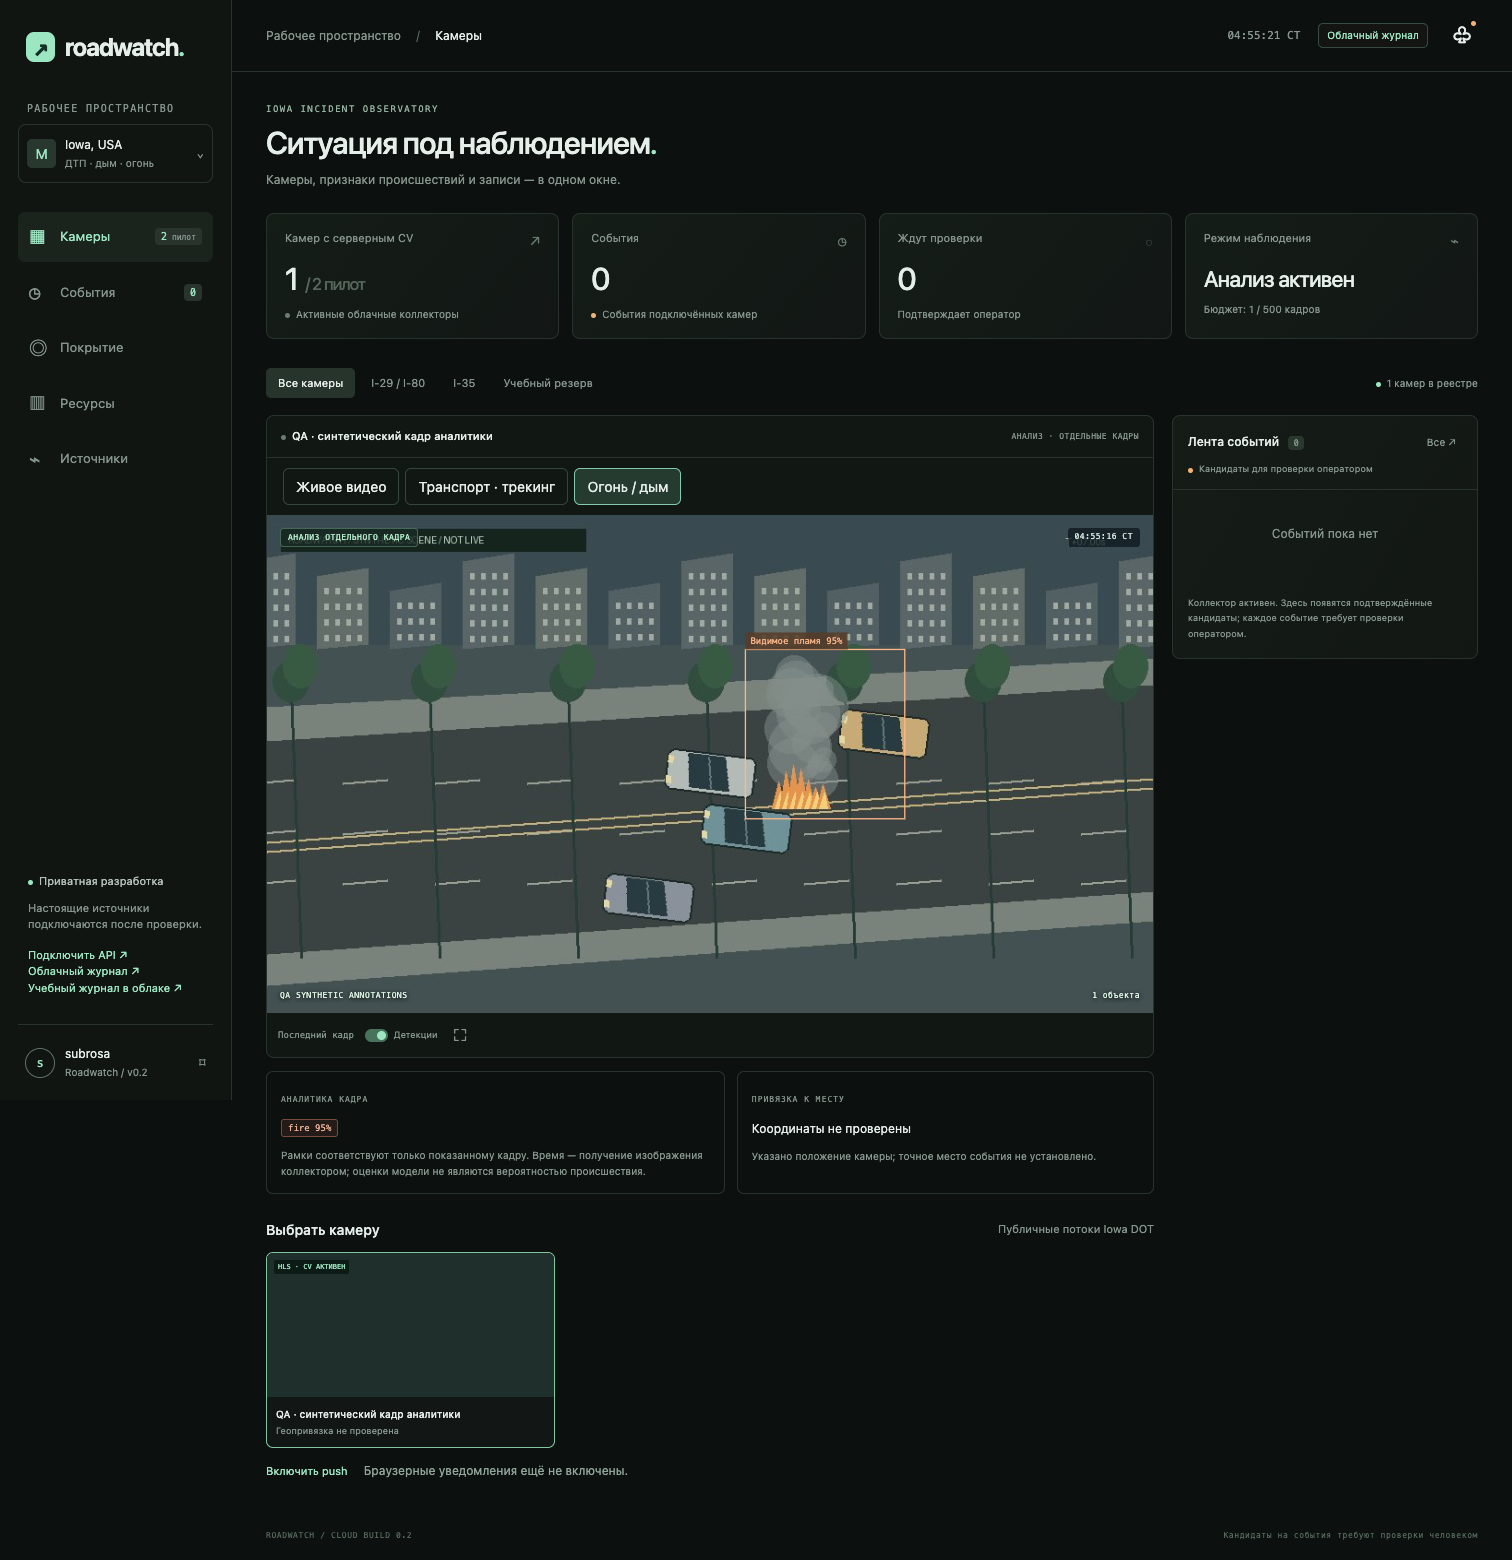 roadwatch.
РАБОЧЕЕ ПРОСТРАНСТВО
M
Iowa, USA
ДТП · дым · огонь
Камеры
2 пилот
События
0
Покрытие
Ресурсы
Источники
Приватная разработка
Настоящие источники
подключаются после проверки.
Подключить API ↗
Облачный журнал ↗
Учебный журнал в облаке ↗
s
subrosa
Roadwatch / v0.2
Рабочее пространство / Камеры
04:55:21 CT
Облачный журнал
IOWA INCIDENT OBSERVATORY
Ситуация под наблюдением.
Камеры, признаки происшествий и записи — в одном окне.
Камер с серверным CV
1 / 2 пилот
Активные облачные коллекторы
События
0
События подключённых камер
Ждут проверки
0
Подтверждает оператор
Режим наблюдения
Анализ активен
Бюджет: 1 / 500 кадров
Все камеры
I-29 / I-80
I-35
Учебный резерв
1 камер в реестре
QA · синтетический кадр аналитики
АНАЛИЗ · ОТДЕЛЬНЫЕ КАДРЫ
Живое видео
Транспорт · трекинг
Огонь / дым
АНАЛИЗ ОТДЕЛЬНОГО КАДРА
ENE / NOT LIVE
04:55:16 CT
Видимое пламя 95%
QA SYNTHETIC ANNOTATIONS
1 объекта
Последний кадр
Детекции
Лента событий 0
Все ↗
Кандидаты для проверки оператором
Событий пока нет
Коллектор активен. Здесь появятся подтверждённые
кандидаты; каждое событие требует проверки
оператором.
АНАЛИТИКА КАДРА
fire 95%
Рамки соответствуют только показанному кадру. Время — получение изображения
коллектором; оценки модели не являются вероятностью происшествия.
ПРИВЯЗКА К МЕСТУ
Координаты не проверены
Указано положение камеры; точное место события не установлено.
Выбрать камеру
Публичные потоки Iowa DOT
HLS · CV АКТИВЕН
QA · синтетический кадр аналитики
Геопривязка не проверена
Включить push
Браузерные уведомления ещё не включены.
ROADWATCH / CLOUD BUILD 0.2
Кандидаты на события требуют проверки человеком